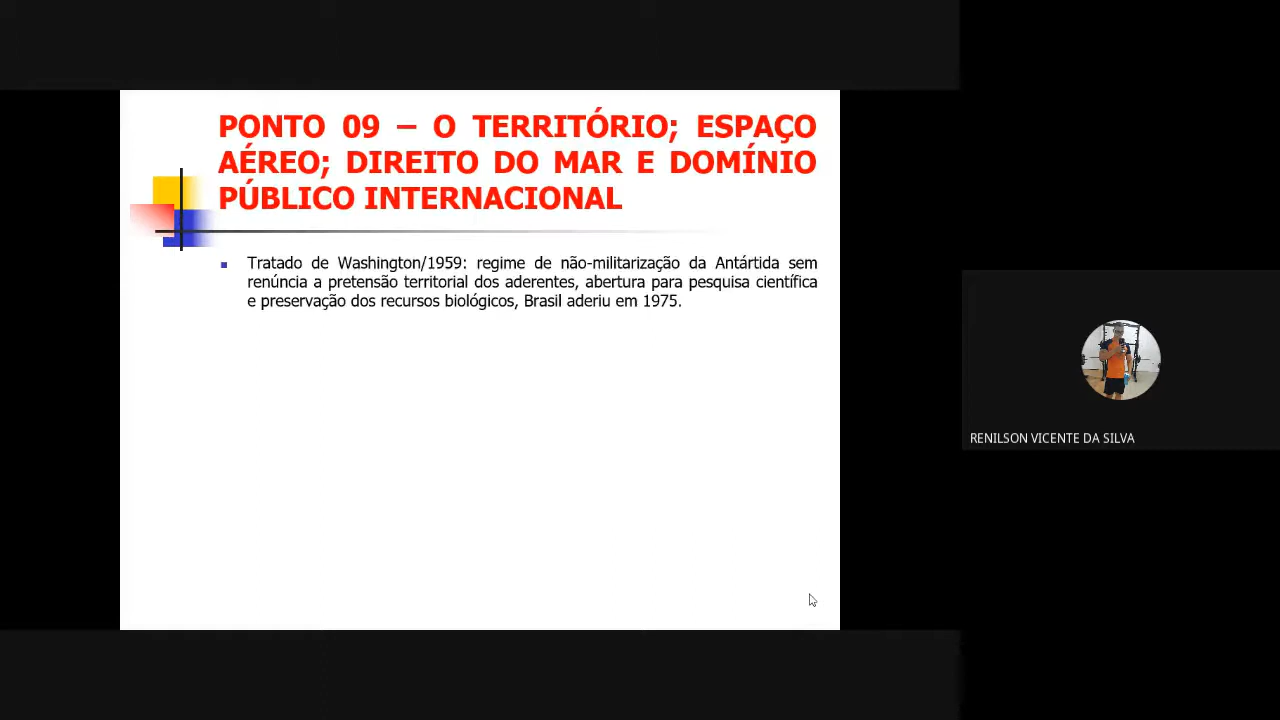 PONTO 09 – O TERRITÓRIO; ESPAÇO
AÉREO; DIREITO DO MAR E DOMÍNIO
PÚBLICO INTERNACIONAL
Tratado de Washington/1959: regime de não-militarização da Antártida sem
renúncia a pretensão territorial dos aderentes, abertura para pesquisa científica
e preservação dos recursos biológicos, Brasil aderiu em 1975.
RENILSON VICENTE DA SILVA